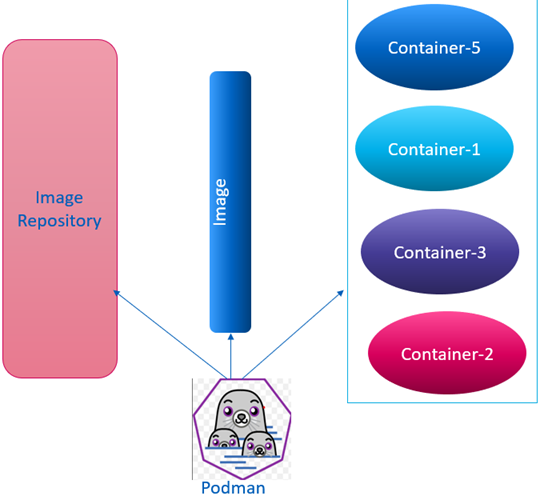 Image
Repository
Image
Container-5
Container-1
Container-3
Container-2
Podman